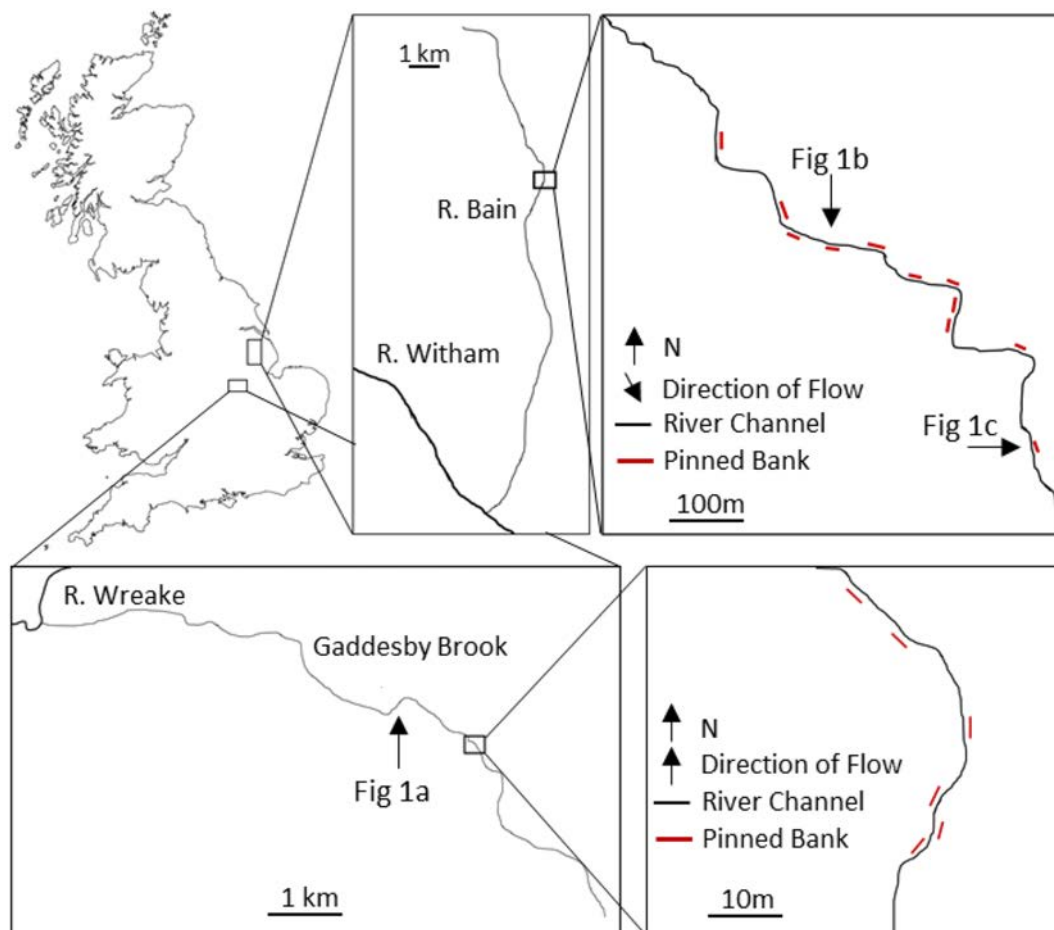 1 km
R. Bain
R. Witham
Fig 1b
N
Direction of Flow
River Channel
Fig 1c
Pinned Bank
100m
R. Wreake
Gaddesby Brook
Fig 1a
1 km
N
Direction of Flow
River Channel
Pinned Bank
10m